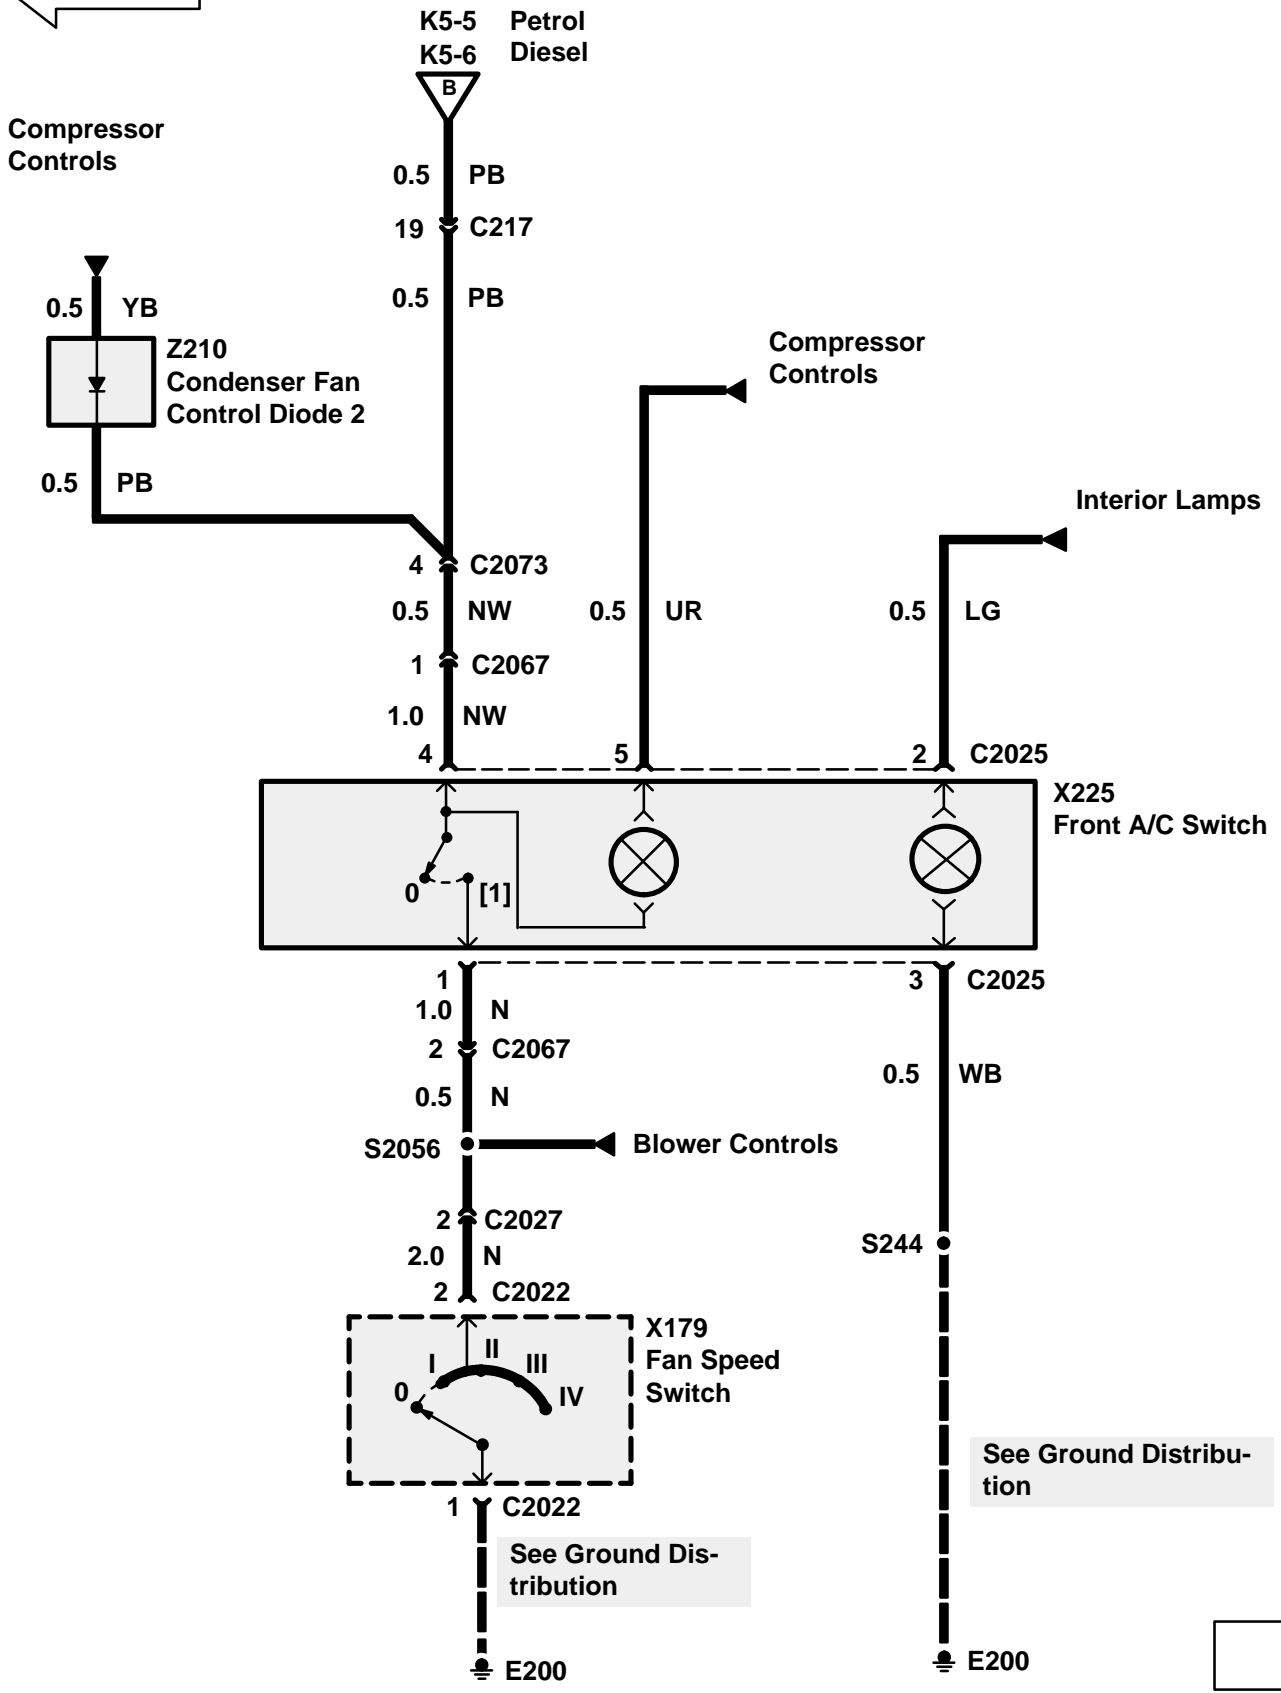 K5-5 Petrol
K5-6 Diesel
B
Compressor
Controls
0.5 PB
19 C217
0.5 YB
0.5 PB
Z210
Condenser Fan
Control Diode 2
Compressor
Controls
0.5 PB
Interior Lamps
4 C2073
0.5 NW
0.5 UR
0.5 LG
1 C2067
1.0 NW
4
5
2 C2025
X225
Front A/C Switch
0 [1]
1
3 C2025
1.0 N
2 C2067
0.5 N
0.5 WB
S2056
Blower Controls
2 C2027
S244
2.0 N
2 C2022
X179
Fan Speed
Switch
0 I II III IV
See Ground Distribu-
tion
1 C2022
See Ground Dis-
tribution
E200
E200